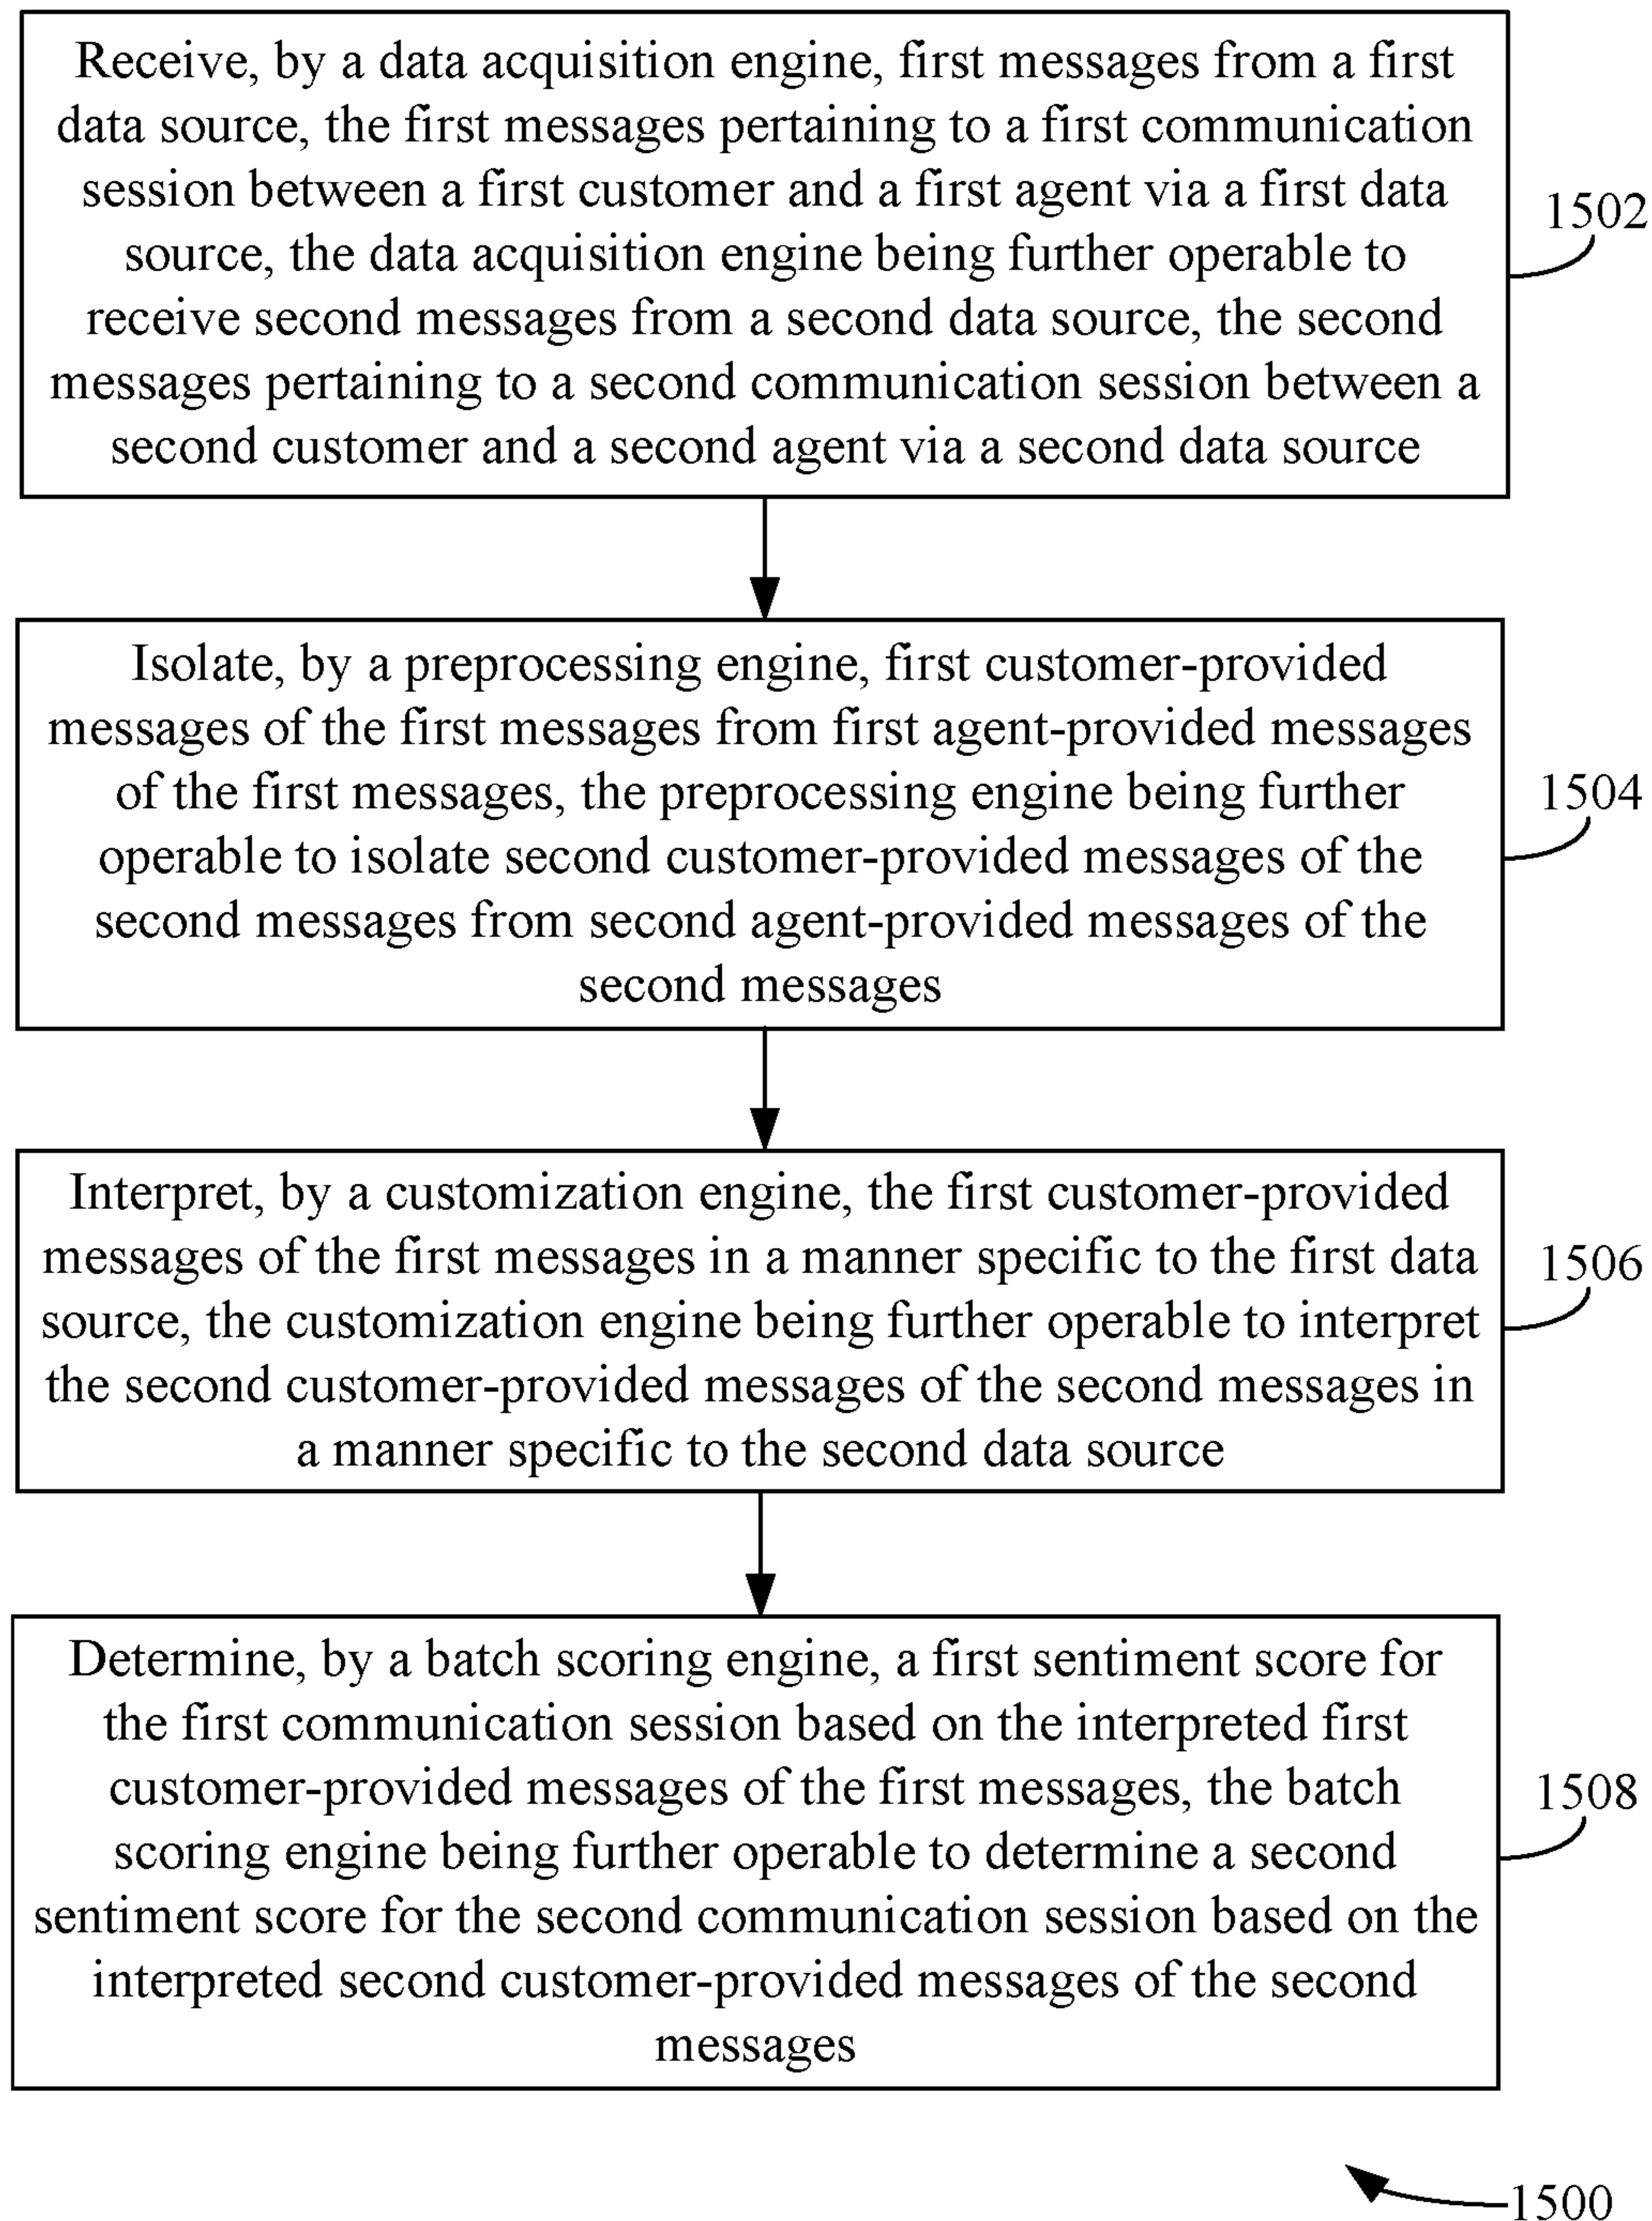 Receive, by a data acquisition engine, first messages from a first
data source, the first messages pertaining to a first communication
session between a first customer and a first agent via a first data
source, the data acquisition engine being further operable to
receive second messages from a second data source, the second
messages pertaining to a second communication session between a
second customer and a second agent via a second data source
1502
Isolate, by a preprocessing engine, first customer-provided
messages of the first messages from first agent-provided messages
of the first messages, the preprocessing engine being further
operable to isolate second customer-provided messages of the
second messages from second agent-provided messages of the
second messages
1504
Interpret, by a customization engine, the first customer-provided
messages of the first messages in a manner specific to the first data
source, the customization engine being further operable to interpret
the second customer-provided messages of the second messages in
a manner specific to the second data source
1506
Determine, by a batch scoring engine, a first sentiment score for
the first communication session based on the interpreted first
customer-provided messages of the first messages, the batch
scoring engine being further operable to determine a second
sentiment score for the second communication session based on the
interpreted second customer-provided messages of the second
messages
1508
1500